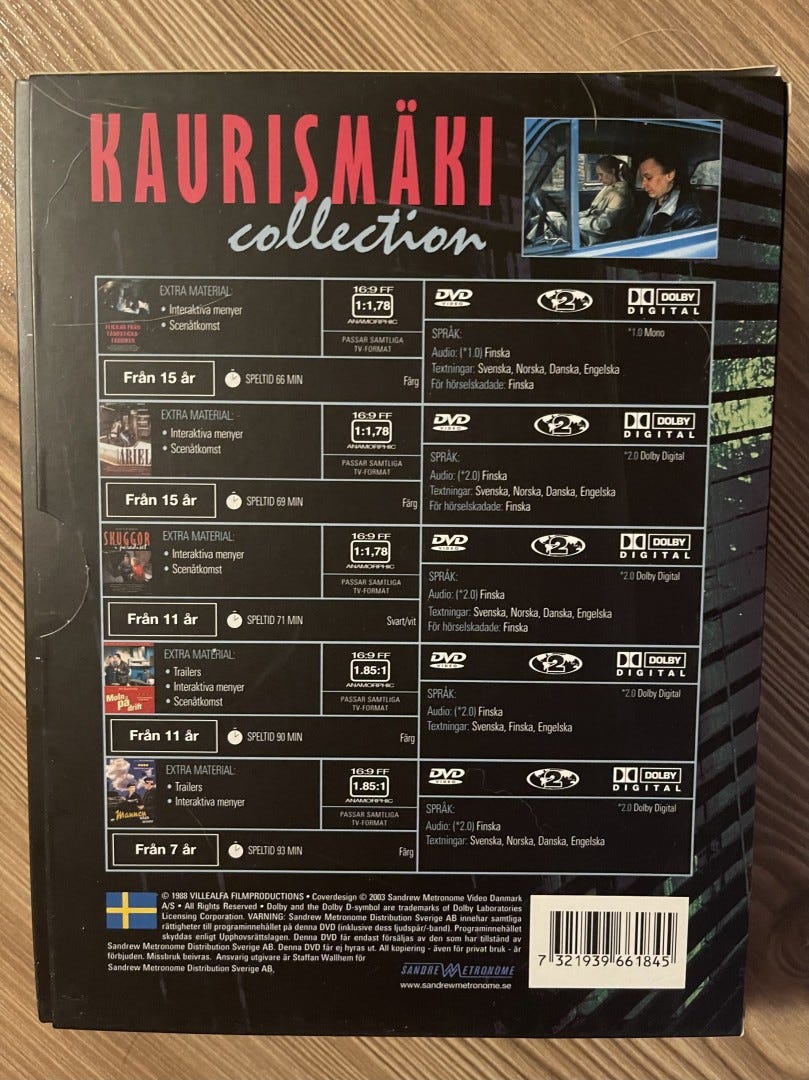 KAURISMÄKI
collection
FLICKAN FRÅN
TÄNDSTICKS-
FABRIKEN
EXTRA MATERIAL:
• Interaktiva menyer
• Scenåtkomst
16:9 FF
1:1,78
ANAMORPHIC
PASSAR SAMTLIGA
TV-FORMAT
DVD
VIDEO
2
DOLBY
DIGITAL
SPRÅK:
*1.0 Mono
Audio: (*1.0) Finska
Textningar: Svenska, Norska, Danska, Engelska
För hörselskadade: Finska
Från 15 år
SPELTID 66 MIN
Färg
ARIEL
EXTRA MATERIAL:
• Interaktiva menyer
• Scenåtkomst
16:9 FF
1:1,78
ANAMORPHIC
PASSAR SAMTLIGA
TV-FORMAT
DVD
VIDEO
2
DOLBY
DIGITAL
SPRÅK:
*2.0 Dolby Digital
Audio: (*2.0) Finska
Textningar: Svenska, Norska, Danska, Engelska
För hörselskadade: Finska
Från 15 år
SPELTID 69 MIN
Färg
SKUGGOR
i paradiset
EXTRA MATERIAL:
• Interaktiva menyer
• Scenåtkomst
16:9 FF
1:1,78
ANAMORPHIC
PASSAR SAMTLIGA
TV-FORMAT
DVD
VIDEO
2
DOLBY
DIGITAL
SPRÅK:
*2.0 Dolby Digital
Audio: (*2.0) Finska
Textningar: Svenska, Norska, Danska, Engelska
För hörselskadade: Finska
Från 11 år
SPELTID 71 MIN
Svart/vit
Moln
på
drift
EXTRA MATERIAL:
• Trailers
• Interaktiva menyer
• Scenåtkomst
16:9 FF
1.85:1
ANAMORPHIC
PASSAR SAMTLIGA
TV-FORMAT
DVD
VIDEO
2
DOLBY
DIGITAL
SPRÅK:
*2.0 Dolby Digital
Audio: (*2.0) Finska
Textningar: Svenska, Finska, Engelska
Från 11 år
SPELTID 90 MIN
Färg
Mannen
EXTRA MATERIAL:
• Trailers
• Interaktiva menyer
16:9 FF
1.85:1
ANAMORPHIC
PASSAR SAMTLIGA
TV-FORMAT
DVD
VIDEO
2
DOLBY
DIGITAL
SPRÅK:
*2.0 Dolby Digital
Audio: (*2.0) Finska
Textningar: Svenska, Norska, Danska, Engelska
Från 7 år
SPELTID 93 MIN
Färg
© 1988 VILLEALFA FILMPRODUCTIONS • Coverdesign © 2003 Sandrew Metronome Video Danmark
A/S • All Rights Reserved • Dolby and the Dolby D-symbol are trademarks of Dolby Laboratories
Licensing Corporation. VARNING: Sandrew Metronome Distribution Sverige AB innehar samtliga
rättigheter till programinnehållet på denna DVD (inklusive dess ljudspår/-band). Programinnehållet
skyddas enligt Upphovsrättslagen. Denna DVD får endast försäljas av den som har tillstånd av
Sandrew Metronome Distribution Sverige AB. Denna DVD får ej hyras ut. All kopiering - även för privat bruk - är
förbjuden. Missbruk beivras. Ansvarig utgivare är Staffan Wallhem för
Sandrew Metronome Distribution Sverige AB.
SANDREW METRONOME
www.sandrewmetronome.se
7 321939 661845